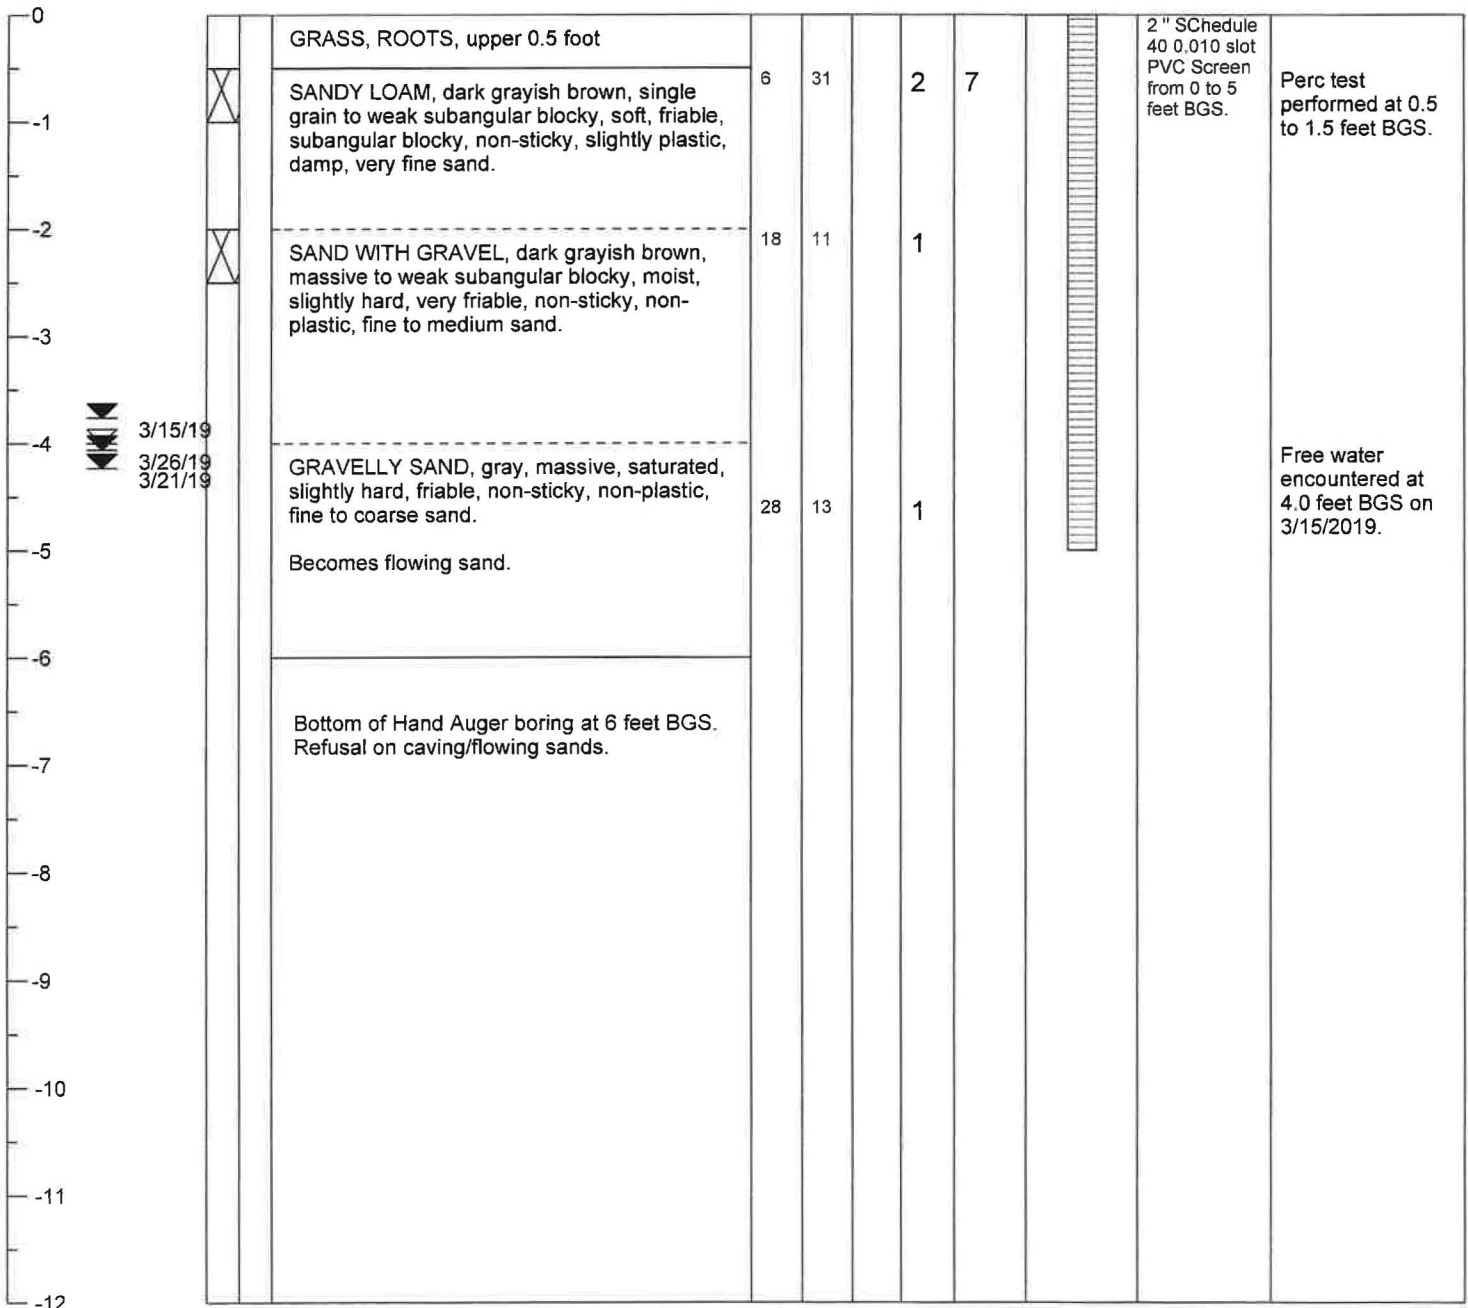 0
GRASS, ROOTS, upper 0.5 foot
2 " SChedule
40 0.010 slot
PVC Screen
from 0 to 5
feet BGS.
6 31 2 7
Perc test
performed at 0.5
to 1.5 feet BGS.
SANDY LOAM, dark grayish brown, single
grain to weak subangular blocky, soft, friable,
subangular blocky, non-sticky, slightly plastic,
damp, very fine sand.
-1
-2
18 11 1
SAND WITH GRAVEL, dark grayish brown,
massive to weak subangular blocky, moist,
slightly hard, very friable, non-sticky, non-
plastic, fine to medium sand.
-3
3/15/19
-4
3/26/19
3/21/19
GRAVELLY SAND, gray, massive, saturated,
slightly hard, friable, non-sticky, non-plastic,
fine to coarse sand.
28 13 1
Free water
encountered at
4.0 feet BGS on
3/15/2019.
-5
Becomes flowing sand.
-6
Bottom of Hand Auger boring at 6 feet BGS.
Refusal on caving/flowing sands.
-7
-8
-9
-10
-11
-12